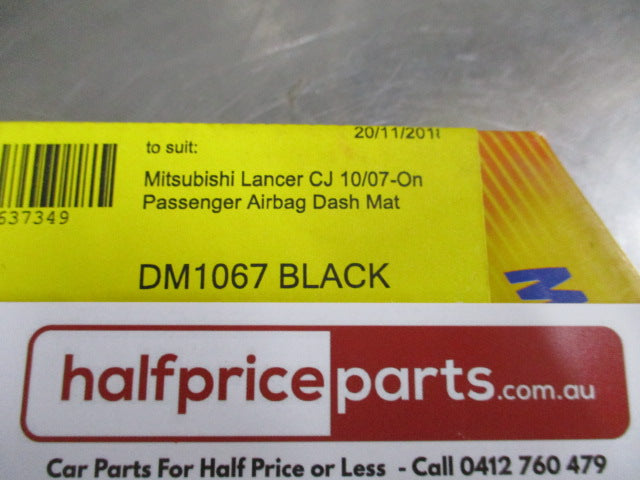 20/11/2018
to suit:
Mitsubishi Lancer CJ 10/07-On
Passenger Airbag Dash Mat
637349
DM1067 BLACK
halfpriceparts.com.au
Car Parts For Half Price or Less - Call 0412 760 479